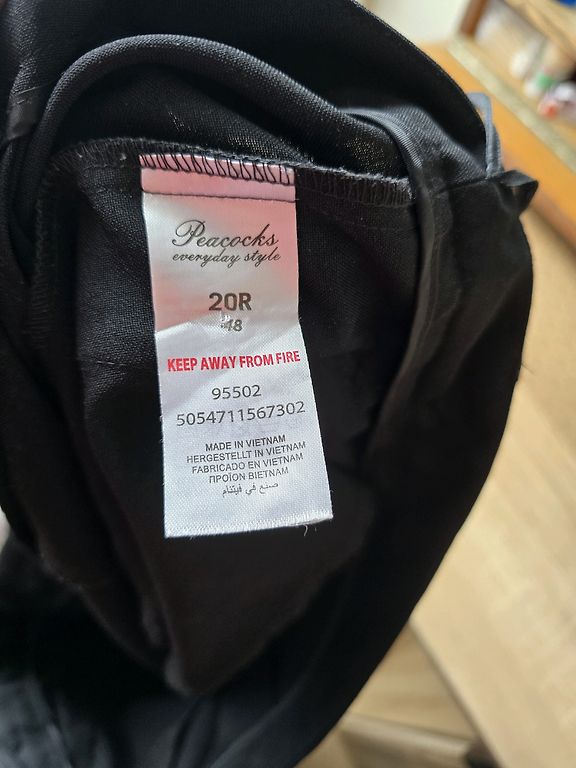 Peacocks
everyday style
20R
48
KEEP AWAY FROM FIRE
95502
5054711567302
MADE IN VIETNAM
HERGESTELLT IN VIETNAM
FABRICADO EN VIETNAM
ΠΡΟΪΟΝ ΒΙΕΤΝΑΜ
صنع في فيتنام